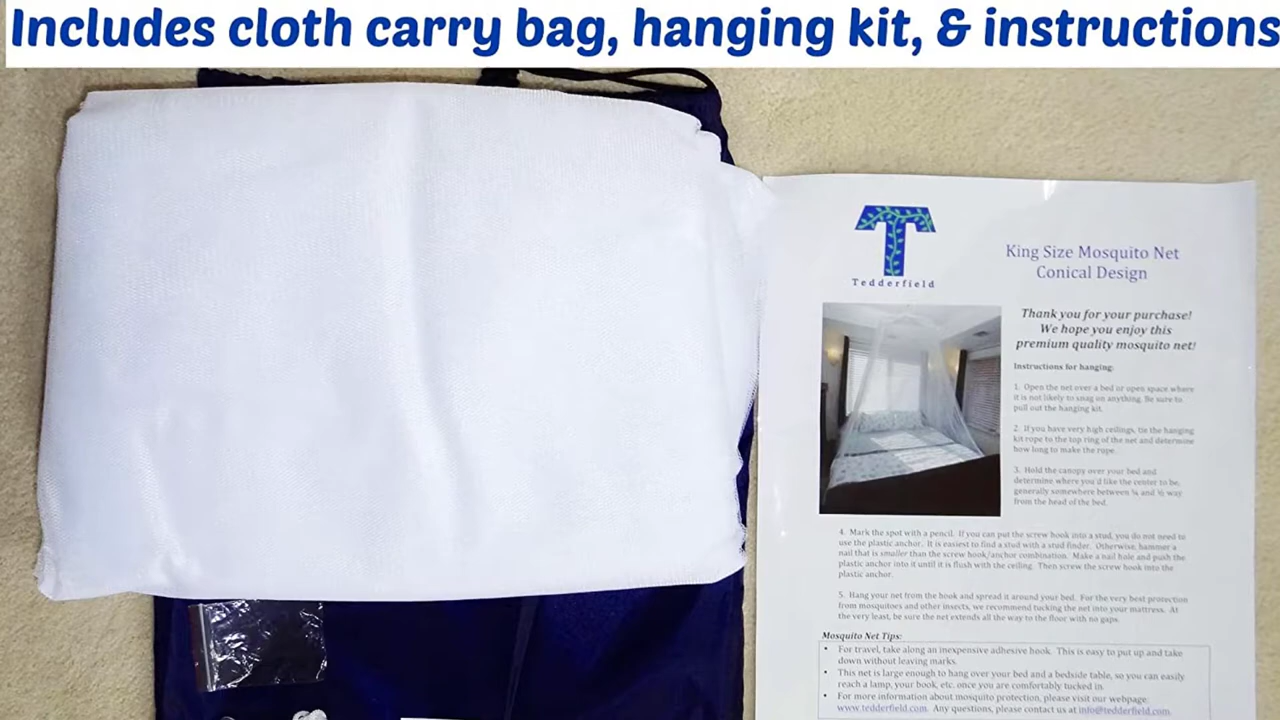 Includes cloth carry bag, hanging kit, & instructions
T
Tedderfield
King Size Mosquito Net
Conical Design
Thank you for your purchase!
We hope you enjoy this
premium quality mosquito net!
Instructions for hanging:
1. Open the net over a bed or open space where
it is not likely to snag on anything. Be sure to
pull out the hanging kit.
2. If you have very high ceilings, tie the hanging
kit rope to the top ring of the net and determine
how long to make the rope.
3. Hold the canopy over your bed and
determine where you'd like the center to be,
generally somewhere between ¼ and ½ way
from the head of the bed.
4. Mark the spot with a pencil. If you can put the screw hook into a stud, you do not need to
use the plastic anchor. It is easiest to find a stud with a stud finder. Otherwise, hammer a
nail that is smaller than the screw hook/anchor combination. Make a nail hole and push the
plastic anchor into it until it is flush with the ceiling. Then screw the screw hook into the
plastic anchor.
5. Hang your net from the hook and spread it around your bed. For the very best protection
from mosquitoes and other insects, we recommend tucking the net into your mattress. At
the very least, be sure the net extends all the way to the floor with no gaps.
Mosquito Net Tips:
• For travel, take along an inexpensive adhesive hook. This is easy to put up and take
down without leaving marks.
• This net is large enough to hang over your bed and a bedside table, so you can easily
reach a lamp, your book, etc. once you are comfortably tucked in.
• For more information about mosquito protection, please visit our webpage:
www.tedderfield.com. Any questions, please contact us at info@tedderfield.com.